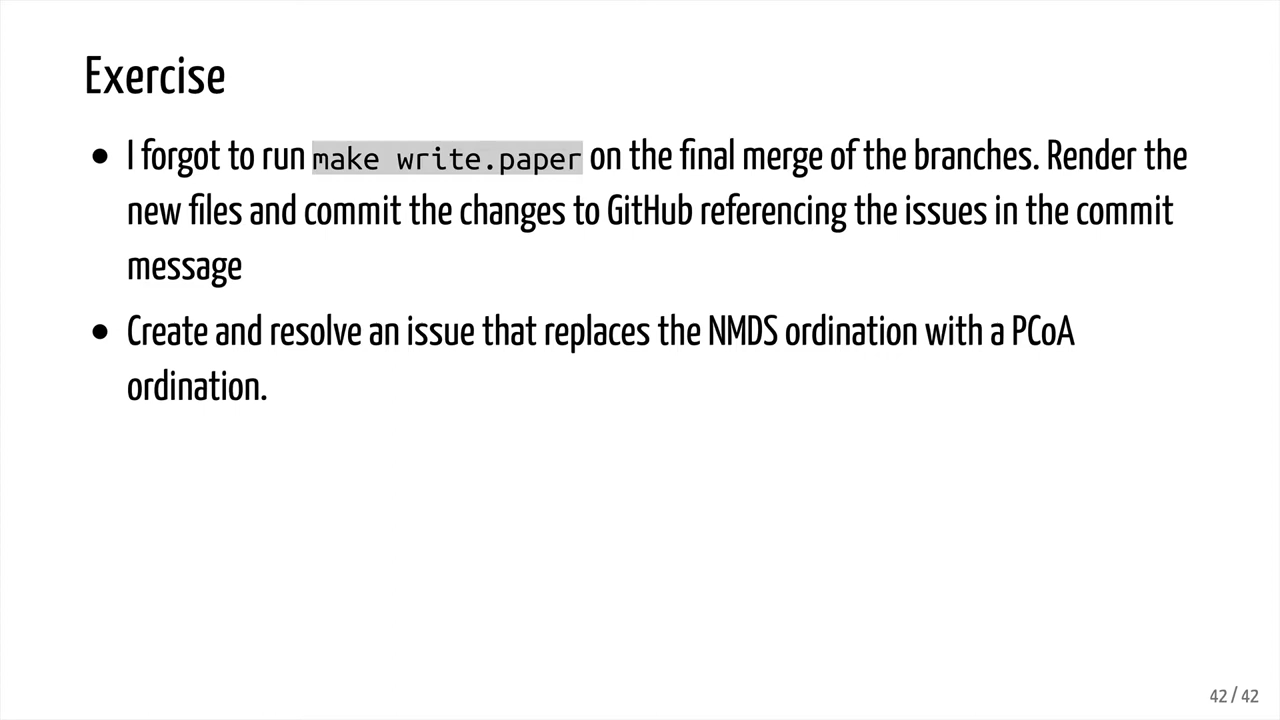 Exercise
• I forgot to run make write.paper on the final merge of the branches. Render the
new files and commit the changes to GitHub referencing the issues in the commit
message
• Create and resolve an issue that replaces the NMDS ordination with a PCoA
ordination.
42 / 42